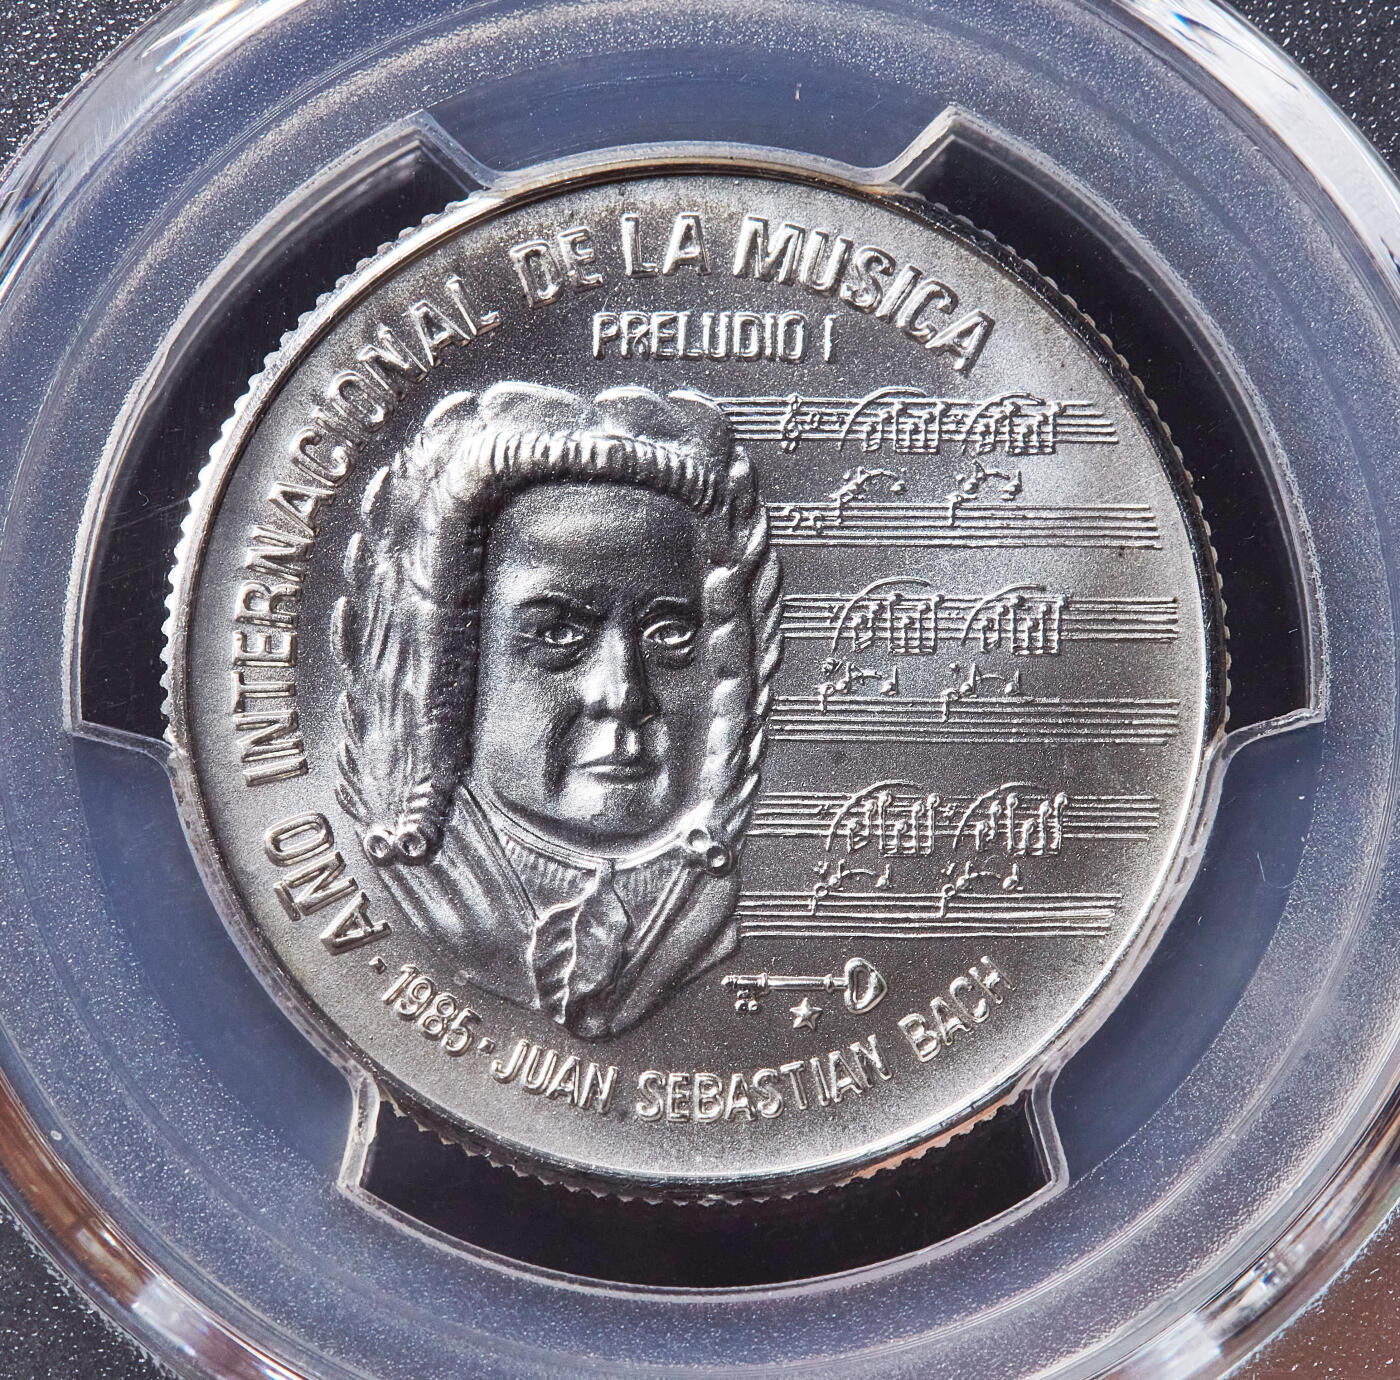 AÑO INTERNACIONAL DE LA MUSICA
PRELUDIO I
·1985·JUAN SEBASTIAN BACH